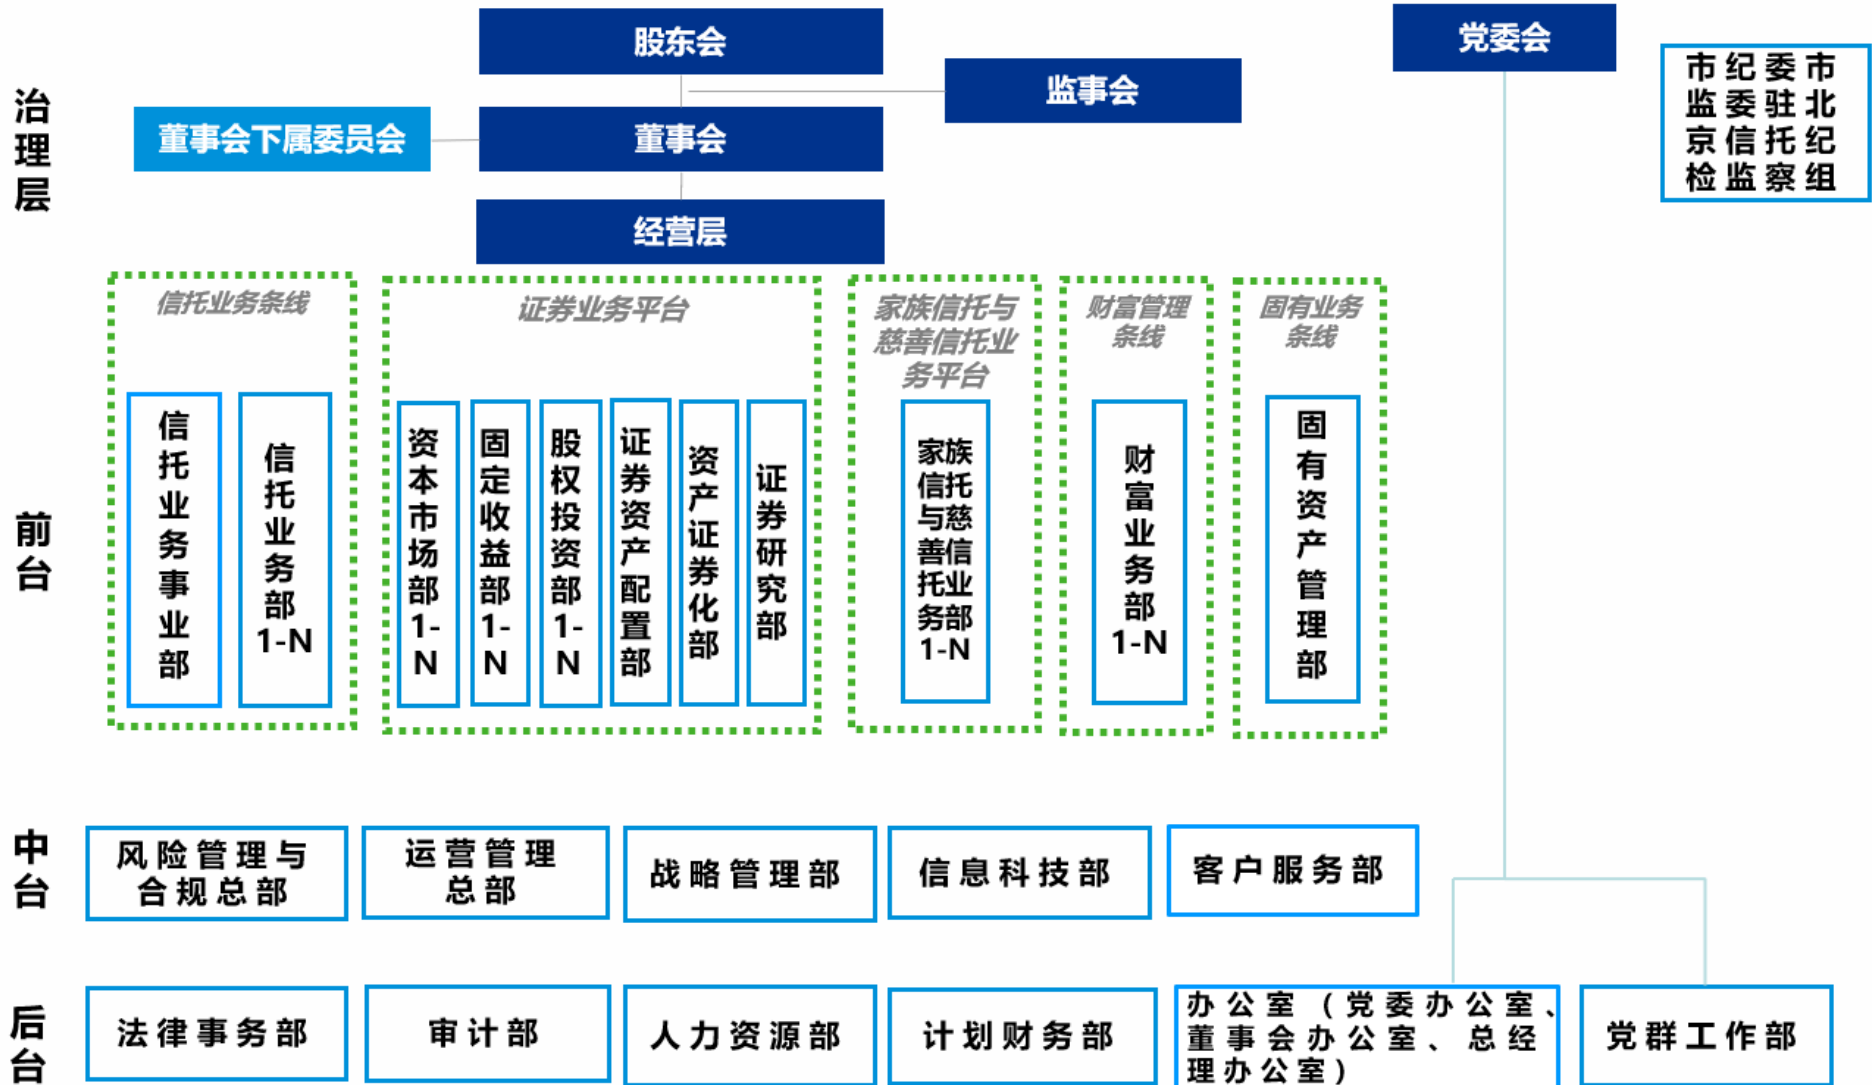 治理层
股东会
党委会
监事会
市纪委市
监委驻北
京信托纪
检监察组
董事会下属委员会
董事会
经营层
前台
信托业务条线
信托业务事业部
信托业务部
1-N
证券业务平台
资本市场部
1-
N
固定收益部
1-
N
股权投资部
1-
N
证券资产配置部
资产证券化部
证券研究部
家族信托与
慈善信托业
务平台
家族
信托
与慈
善信
托业
务部
1-N
财富管理
条线
财富业务部
1-N
固有业务
条线
固有资产管理部
中台
风险管理与
合规总部
运营管理
总部
战略管理部
信息科技部
客户服务部
后台
法律事务部
审计部
人力资源部
计划财务部
办公室（党委办公室、
董事会办公室、总经
理办公室）
党群工作部